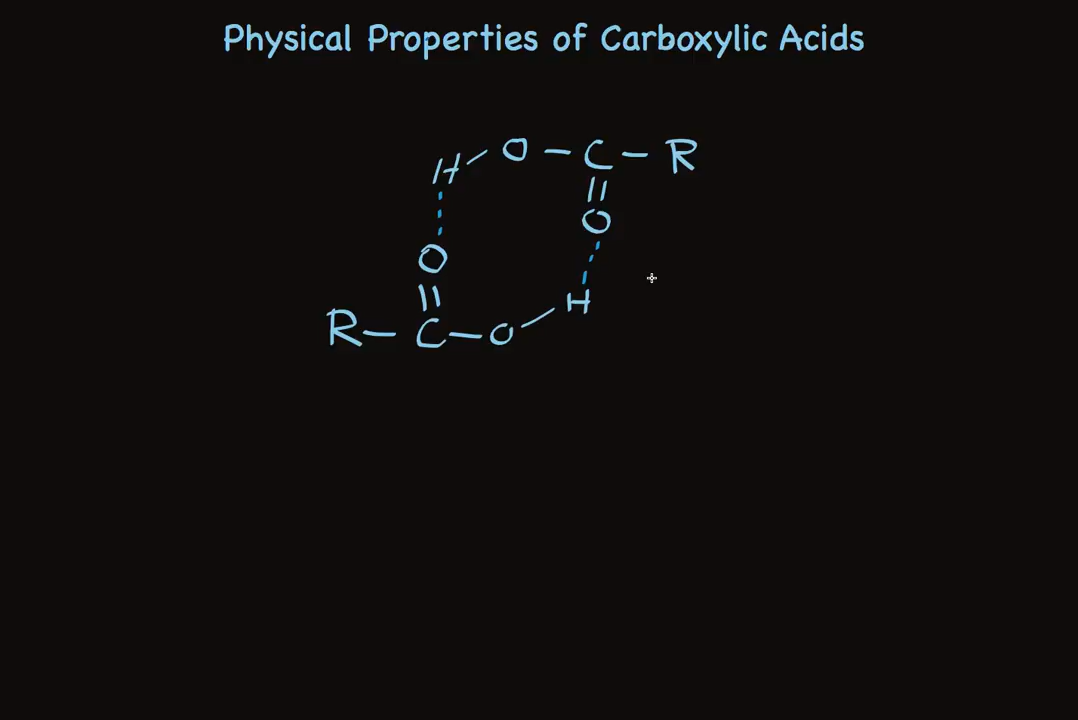 Physical Properties of Carboxylic Acids
H – O – C – R
||
O
O
H
||
R – C – O